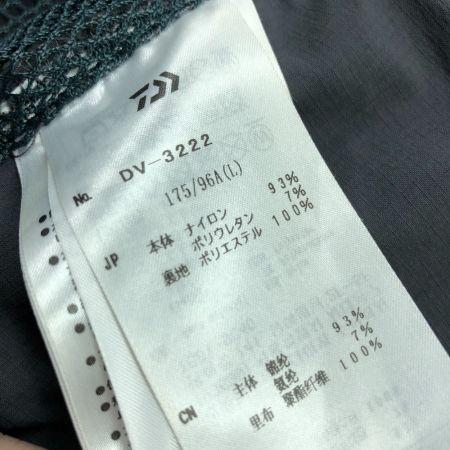 No. DV-3222
175/96A(L)
JP 本体 ナイロン 93%
ポリウレタン 7%
裏地 ポリエステル 100%
CN 主体 锦纶 93%
氨纶 7%
里布 聚酯纤维 100%